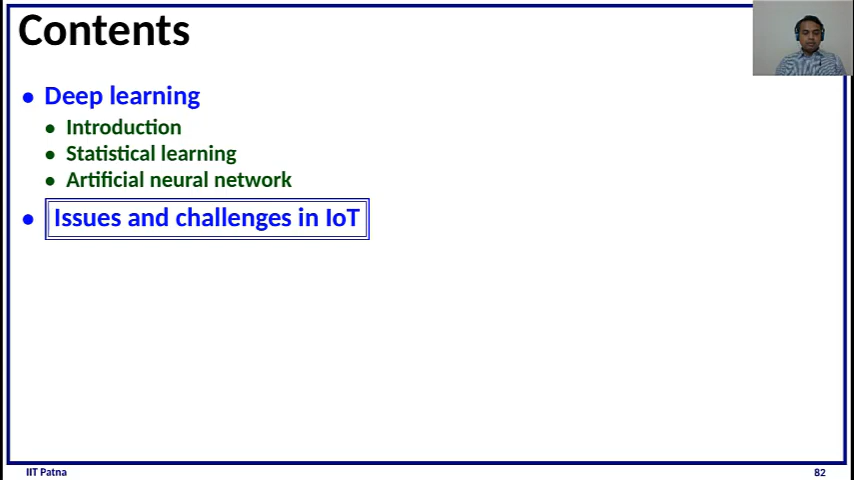 Contents
Deep learning
Introduction
Statistical learning
Artificial neural network
Issues and challenges in IoT
IIT Patna
82